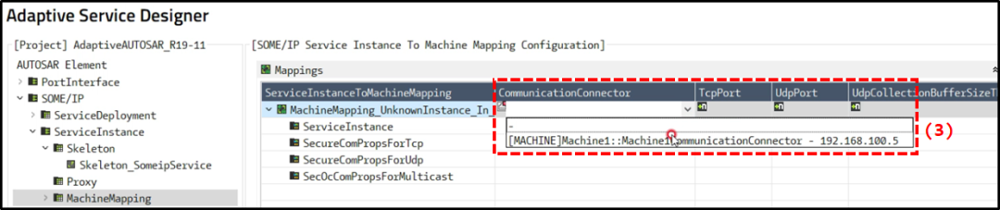 Adaptive Service Designer
[Project] AdaptiveAUTOSAR_R19-11
AUTOSAR Element
PortInterface
SOME/IP
ServiceDeployment
ServiceInstance
Skeleton
Skeleton_SomeipService
Proxy
MachineMapping
[SOME/IP Service Instance To Machine Mapping Configuration]
Mappings
ServiceInstanceToMachineMapping CommunicationConnector TcpPort UdpPort UdpCollectionBufferSizeTh
MachineMapping_UnknownInstance_In_
-
ServiceInstance
[MACHINE]Machine1::Machine1CommunicationConnector - 192.168.100.5
(3)
SecureComPropsForTcp
SecureComPropsForUdp
SecOcComPropsForMulticast